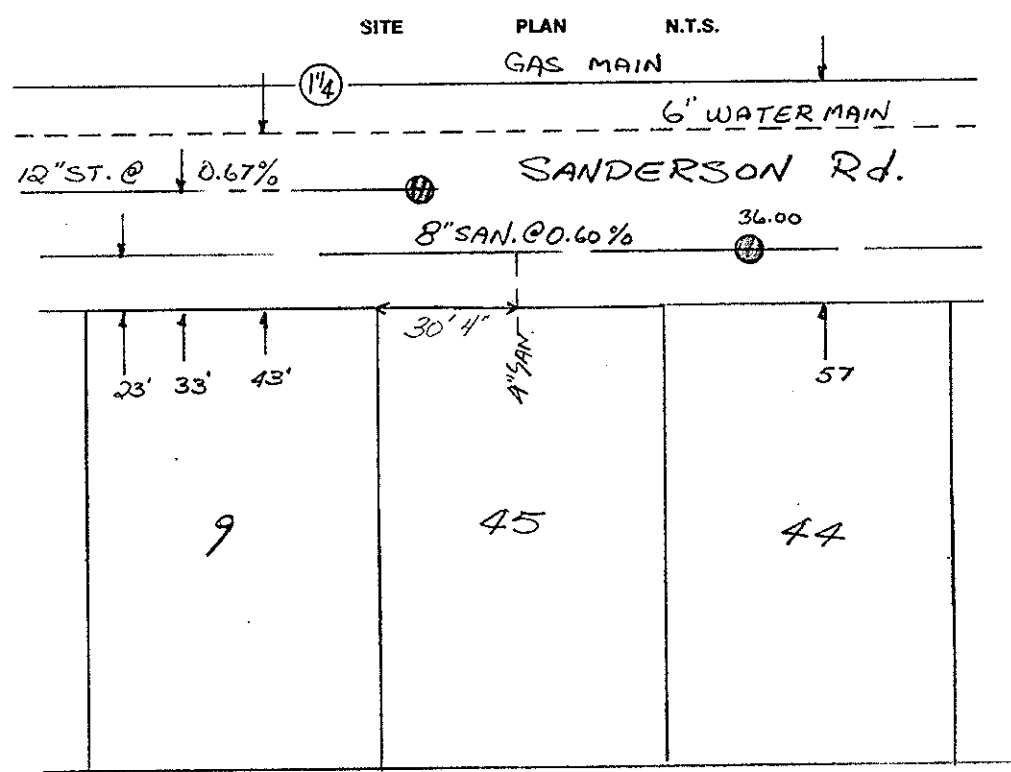 SITE PLAN N.T.S.
GAS MAIN
1¼
6" WATER MAIN
12" ST. @ 0.67%
SANDERSON Rd.
36.00
8" SAN. @ 0.60%
30' 4"
4" SAN.
23' 33' 43' 57
9 45 44